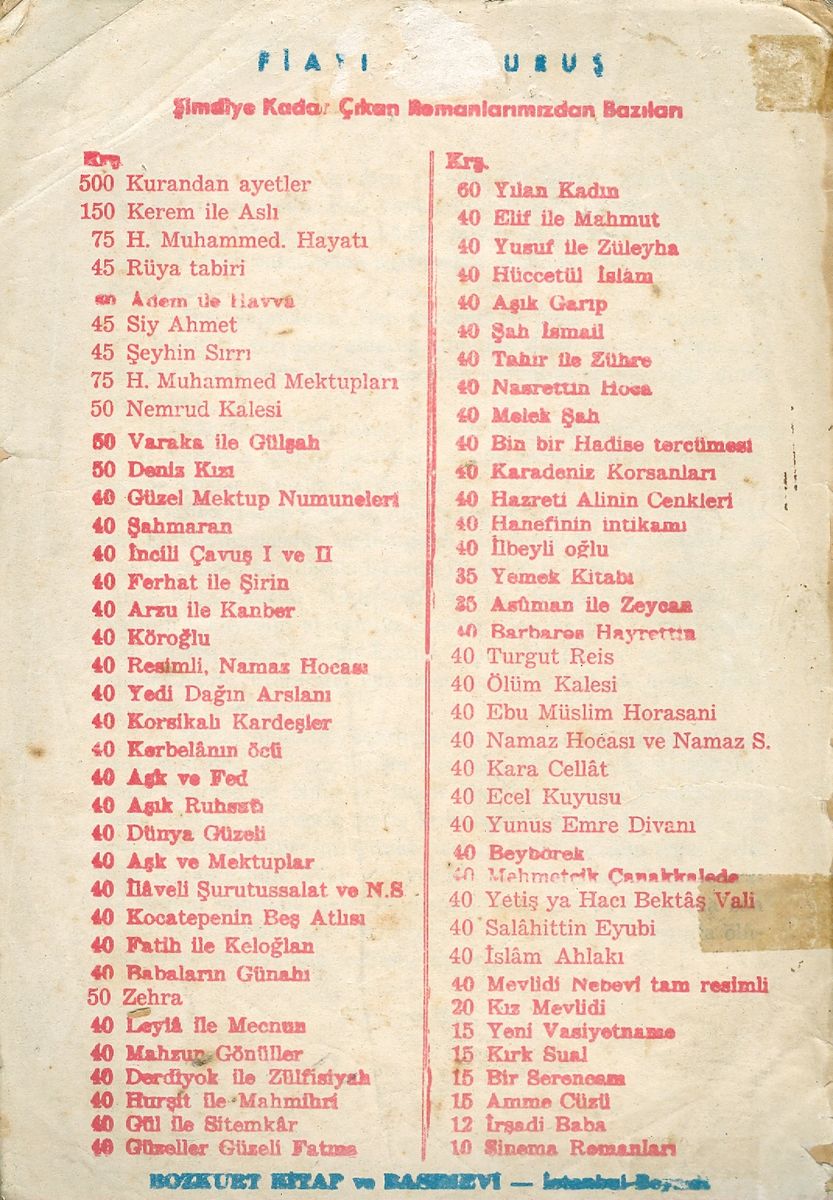 FİAYI URUŞ
Şimdiye Kadar Çıkan Romanlarımızdan Bazıları
Krş.
500 Kurandan ayetler
150 Kerem ile Aslı
75 H. Muhammed. Hayatı
45 Rüya tabiri
Adem ile Havva
45 Siy Ahmet
45 Şeyhin Sırrı
75 H. Muhammed Mektupları
50 Nemrud Kalesi
50 Varaka ile Gülşah
50 Deniz Kızı
40 Güzel Mektup Numuneleri
40 Şahmaran
40 İncili Çavuş I ve II
40 Ferhat ile Şirin
40 Arzu ile Kanber
40 Köroğlu
40 Resimli, Namaz Hocası
40 Yedi Dağın Arslanı
40 Korsikalı Kardeşler
40 Kerbelânın öcü
40 Aşk ve Fed
40 Aşık Ruhsati
40 Dünya Güzeli
40 Aşk ve Mektuplar
40 İlâveli Şurutussalat ve N.S
40 Kocatepenin Beş Atlısı
40 Fatih ile Keloğlan
40 Babaların Günahı
50 Zehra
40 Leylâ ile Mecnun
40 Mahzun Gönüller
40 Derdiyok ile Zülfisiyah
40 Hurşit ile Mahmihri
40 Gül ile Sitemkâr
40 Güzeller Güzeli Fatma
Krş.
60 Yılan Kadın
40 Elif ile Mahmut
40 Yusuf ile Züleyha
40 Hüccetül İslâm
40 Aşık Garip
40 Şah İsmail
40 Tahir ile Zühre
40 Nasrettin Hoca
40 Melek Şah
40 Bin bir Hadise tercümesi
40 Karadeniz Korsanları
40 Hazreti Alinin Cenkleri
40 Hanefinin intikamı
40 İlbeyli oğlu
35 Yemek Kitabı
25 Asûman ile Zeycan
40 Barbaros Hayrettin
40 Turgut Reis
40 Ölüm Kalesi
40 Ebu Müslim Horasani
40 Namaz Hocası ve Namaz S.
40 Kara Cellât
40 Ecel Kuyusu
40 Yunus Emre Divanı
40 Beybörek
40 Mehmetçik Çanakkalede
40 Yetiş ya Hacı Bektâş Vali
40 Salâhittin Eyubi
40 İslâm Ahlakı
40 Mevlidi Nebevi tam resimli
20 Kız Mevlidi
15 Yeni Vasiyetname
15 Kırk Sual
15 Bir Serencam
15 Amme Cüzü
12 İrşadi Baba
10 Sinema Romanları
BOZKURT KİTAP ve BASIMEVİ — İstanbul-Beyazıt